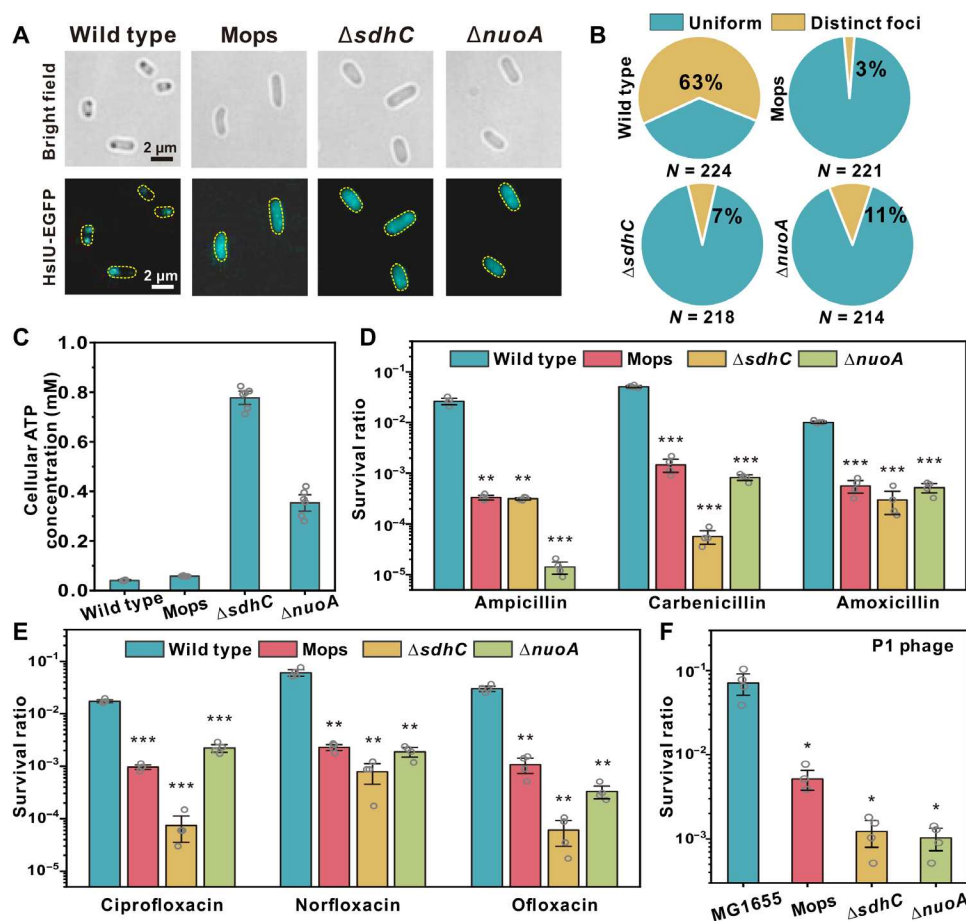 A
Wild type
Mops
ΔsdhC
ΔnuoA
Bright field
2 μm
HslU-EGFP
2 μm
B
Uniform
Distinct foci
Wild type
63%
N = 224
Mops
3%
N = 221
ΔsdhC
7%
N = 218
ΔnuoA
11%
N = 214
C
Cellular ATP
concentration (mM)
1.0
0.8
0.6
0.4
0.2
0.0
Wild type
Mops
ΔsdhC
ΔnuoA
D
Wild type
Mops
ΔsdhC
ΔnuoA
Survival ratio
10⁻¹
10⁻²
10⁻³
10⁻⁴
10⁻⁵
** ** ***
*** *** ***
*** *** ***
Ampicillin
Carbenicillin
Amoxicillin
E
Wild type
Mops
ΔsdhC
ΔnuoA
Survival ratio
10⁻¹
10⁻²
10⁻³
10⁻⁴
10⁻⁵
*** *** ***
** ** **
** ** **
Ciprofloxacin
Norfloxacin
Ofloxacin
F
P1 phage
Survival ratio
10⁻¹
10⁻²
10⁻³
* * *
MG1655
Mops
ΔsdhC
ΔnuoA